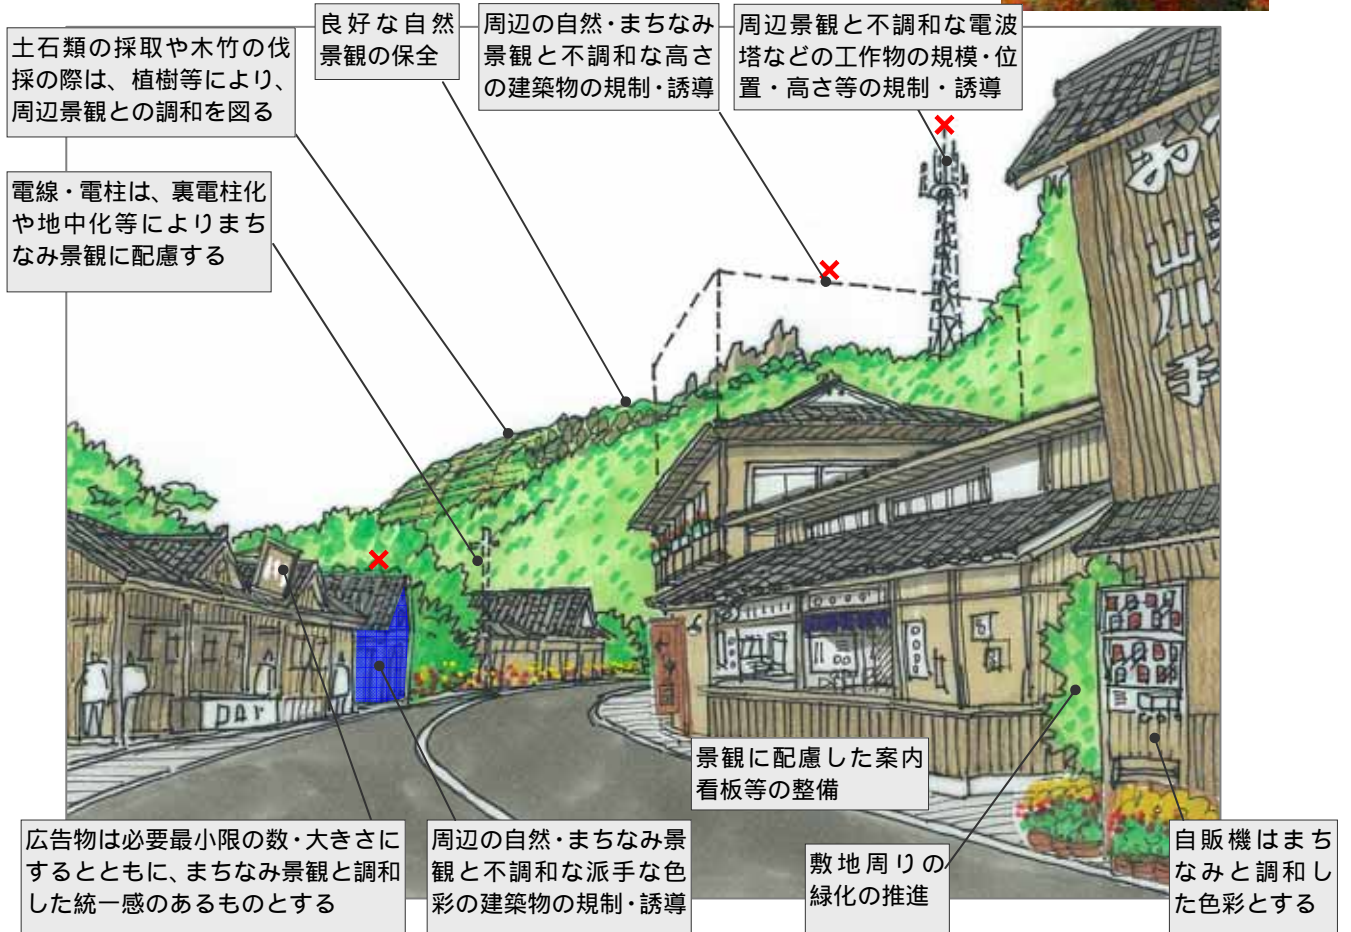 良好な自然
景観の保全
周辺の自然・まちなみ
景観と不調和な高さ
の建築物の規制・誘導
周辺景観と不調和な電波
塔などの工作物の規模・位
置・高さ等の規制・誘導
土石類の採取や木竹の伐
採の際は、植樹等により、
周辺景観との調和を図る
電線・電柱は、裏電柱化
や地中化等によりまち
なみ景観に配慮する
山川手
景観に配慮した案内
看板等の整備
広告物は必要最小限の数・大きさに
するとともに、まちなみ景観と調和
した統一感のあるものとする
周辺の自然・まちなみ景
観と不調和な派手な色
彩の建築物の規制・誘導
敷地周りの
緑化の推進
自販機はまち
なみと調和し
た色彩とする